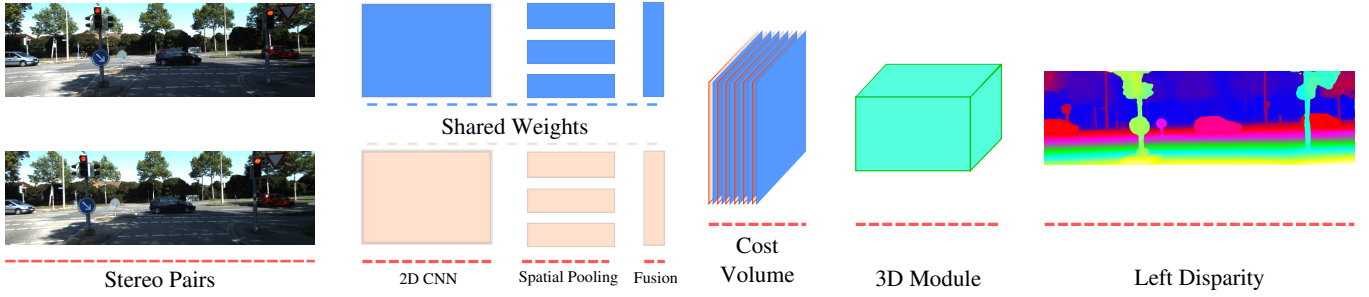 Shared Weights
Stereo Pairs
2D CNN
Spatial Pooling
Fusion
Cost
Volume
3D Module
Left Disparity